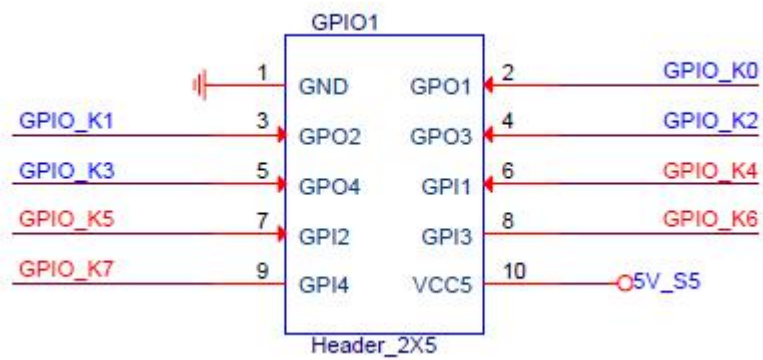 GPIO1
1 GND GPO1 2 GPIO_K0
GPIO_K1 3 GPO2 GPO3 4 GPIO_K2
GPIO_K3 5 GPO4 GPI1 6 GPIO_K4
GPIO_K5 7 GPI2 GPI3 8 GPIO_K6
GPIO_K7 9 GPI4 VCC5 10 5V_S5
Header_2X5